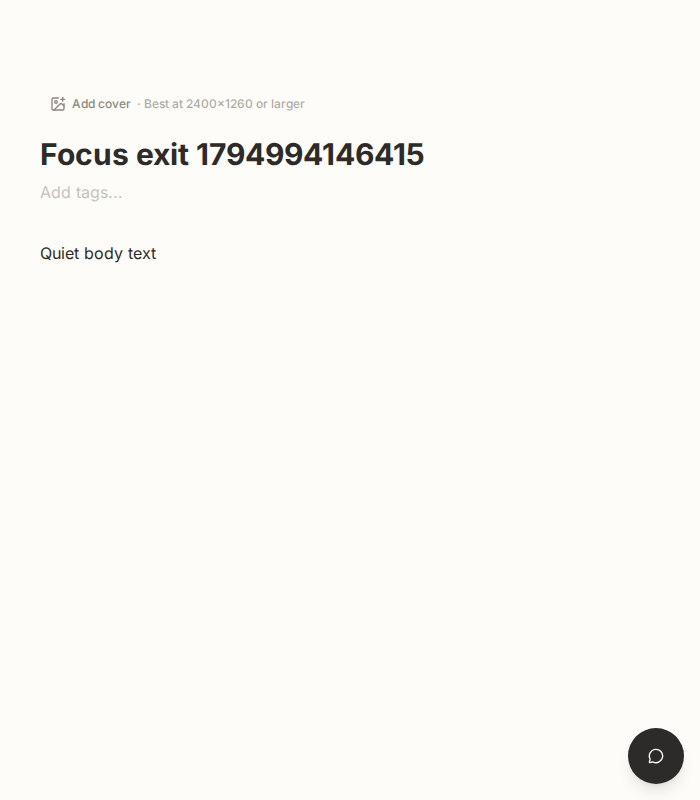 Add cover · Best at 2400×1260 or larger
Focus exit 1794994146415
Add tags...
Quiet body text